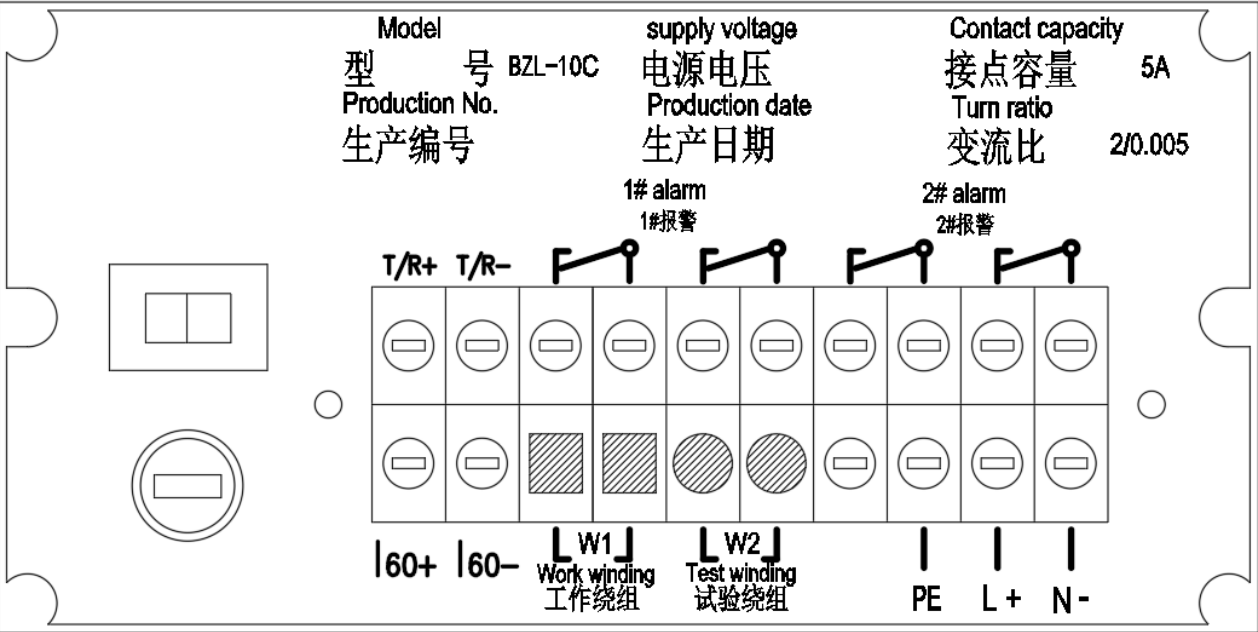 Model supply voltage Contact capacity
型 号 BZL-10C 电源电压 接点容量 5A
Production No. Production date Turn ratio
生产编号 生产日期 变流比 2/0.005
1# alarm 2# alarm
1#报警 2#报警
T/R+ T/R-
I60+ I60- W1 W2
Work winding Test winding
工作绕组 试验绕组 PE L + N -